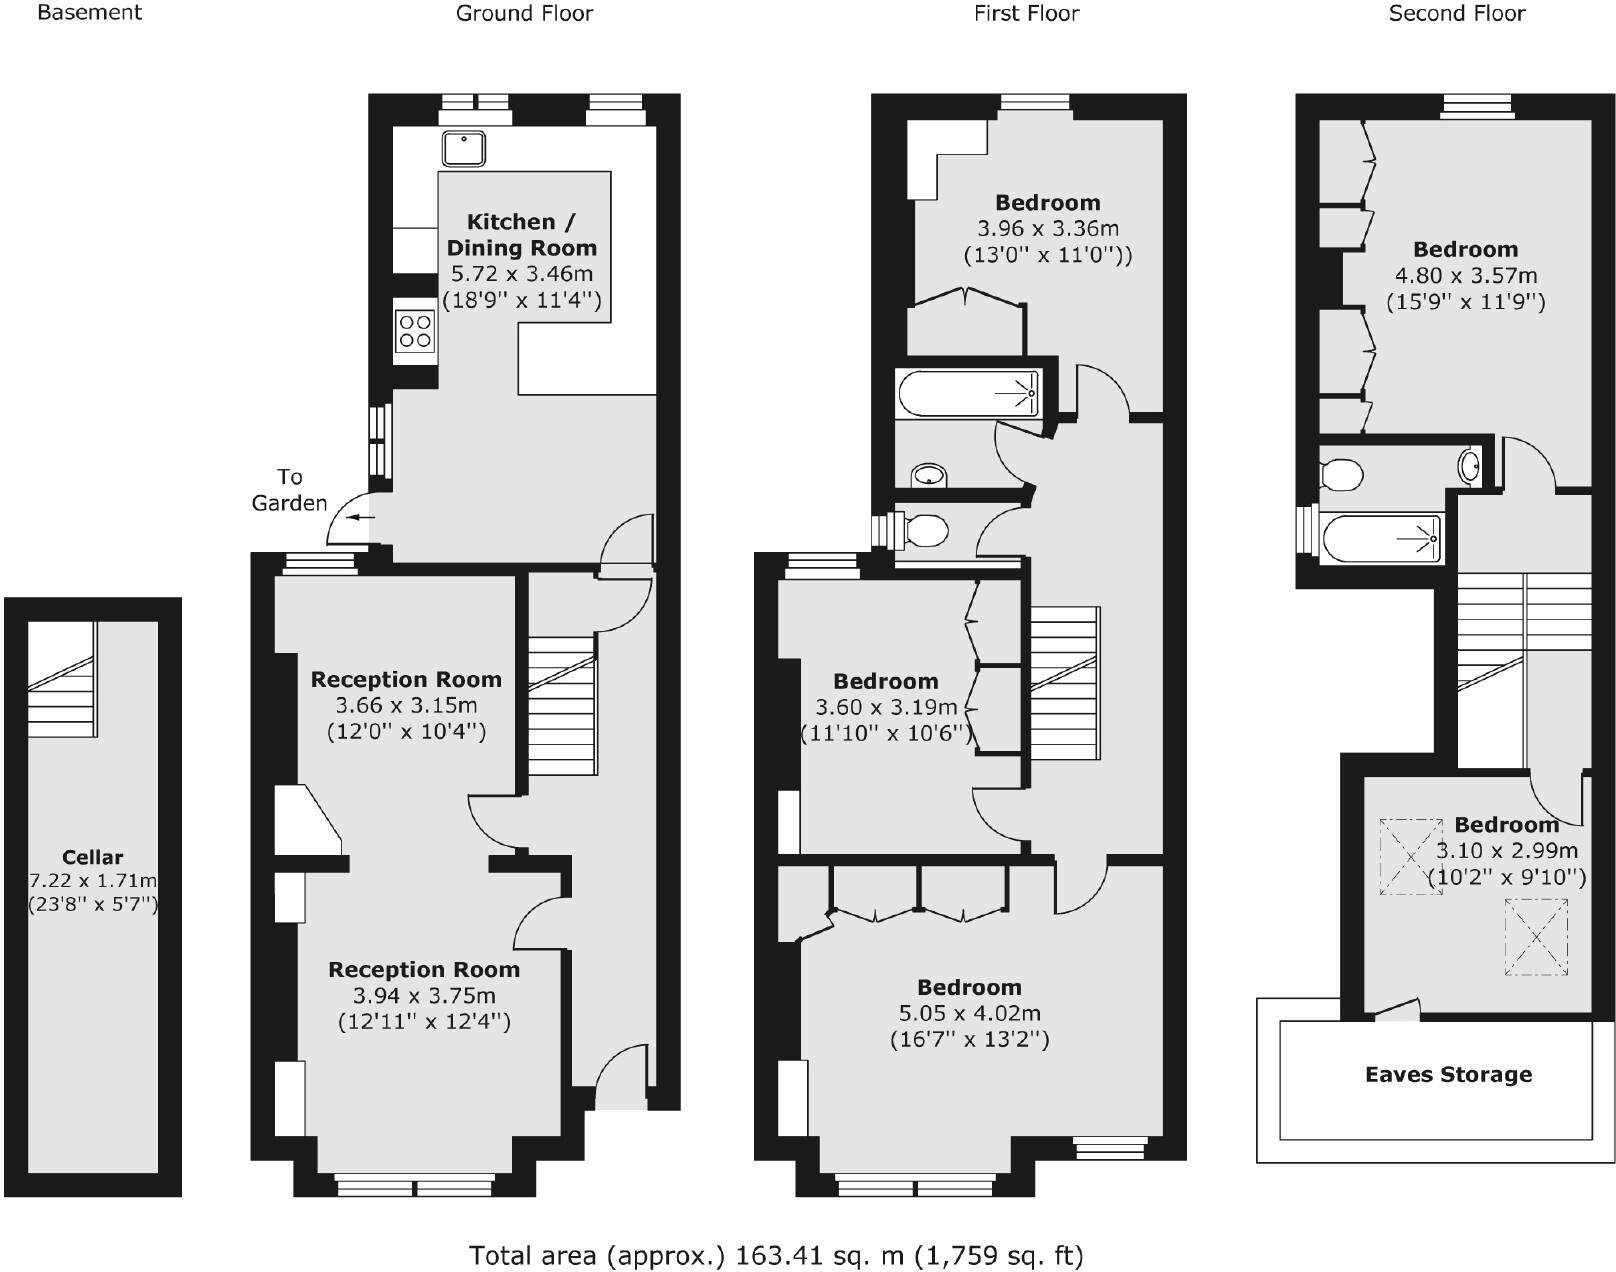 Basement
Ground Floor
First Floor
Second Floor
Kitchen /
Dining Room
5.72 x 3.46m
(18'9" x 11'4")
To
Garden
Reception Room
3.66 x 3.15m
(12'0" x 10'4")
Reception Room
3.94 x 3.75m
(12'11" x 12'4")
Cellar
7.22 x 1.71m
(23'8" x 5'7")
Bedroom
3.96 x 3.36m
(13'0" x 11'0"))
Bedroom
3.60 x 3.19m
(11'10" x 10'6")
Bedroom
5.05 x 4.02m
(16'7" x 13'2")
Bedroom
4.80 x 3.57m
(15'9" x 11'9")
Bedroom
3.10 x 2.99m
(10'2" x 9'10")
Eaves Storage
Total area (approx.) 163.41 sq. m (1,759 sq. ft)